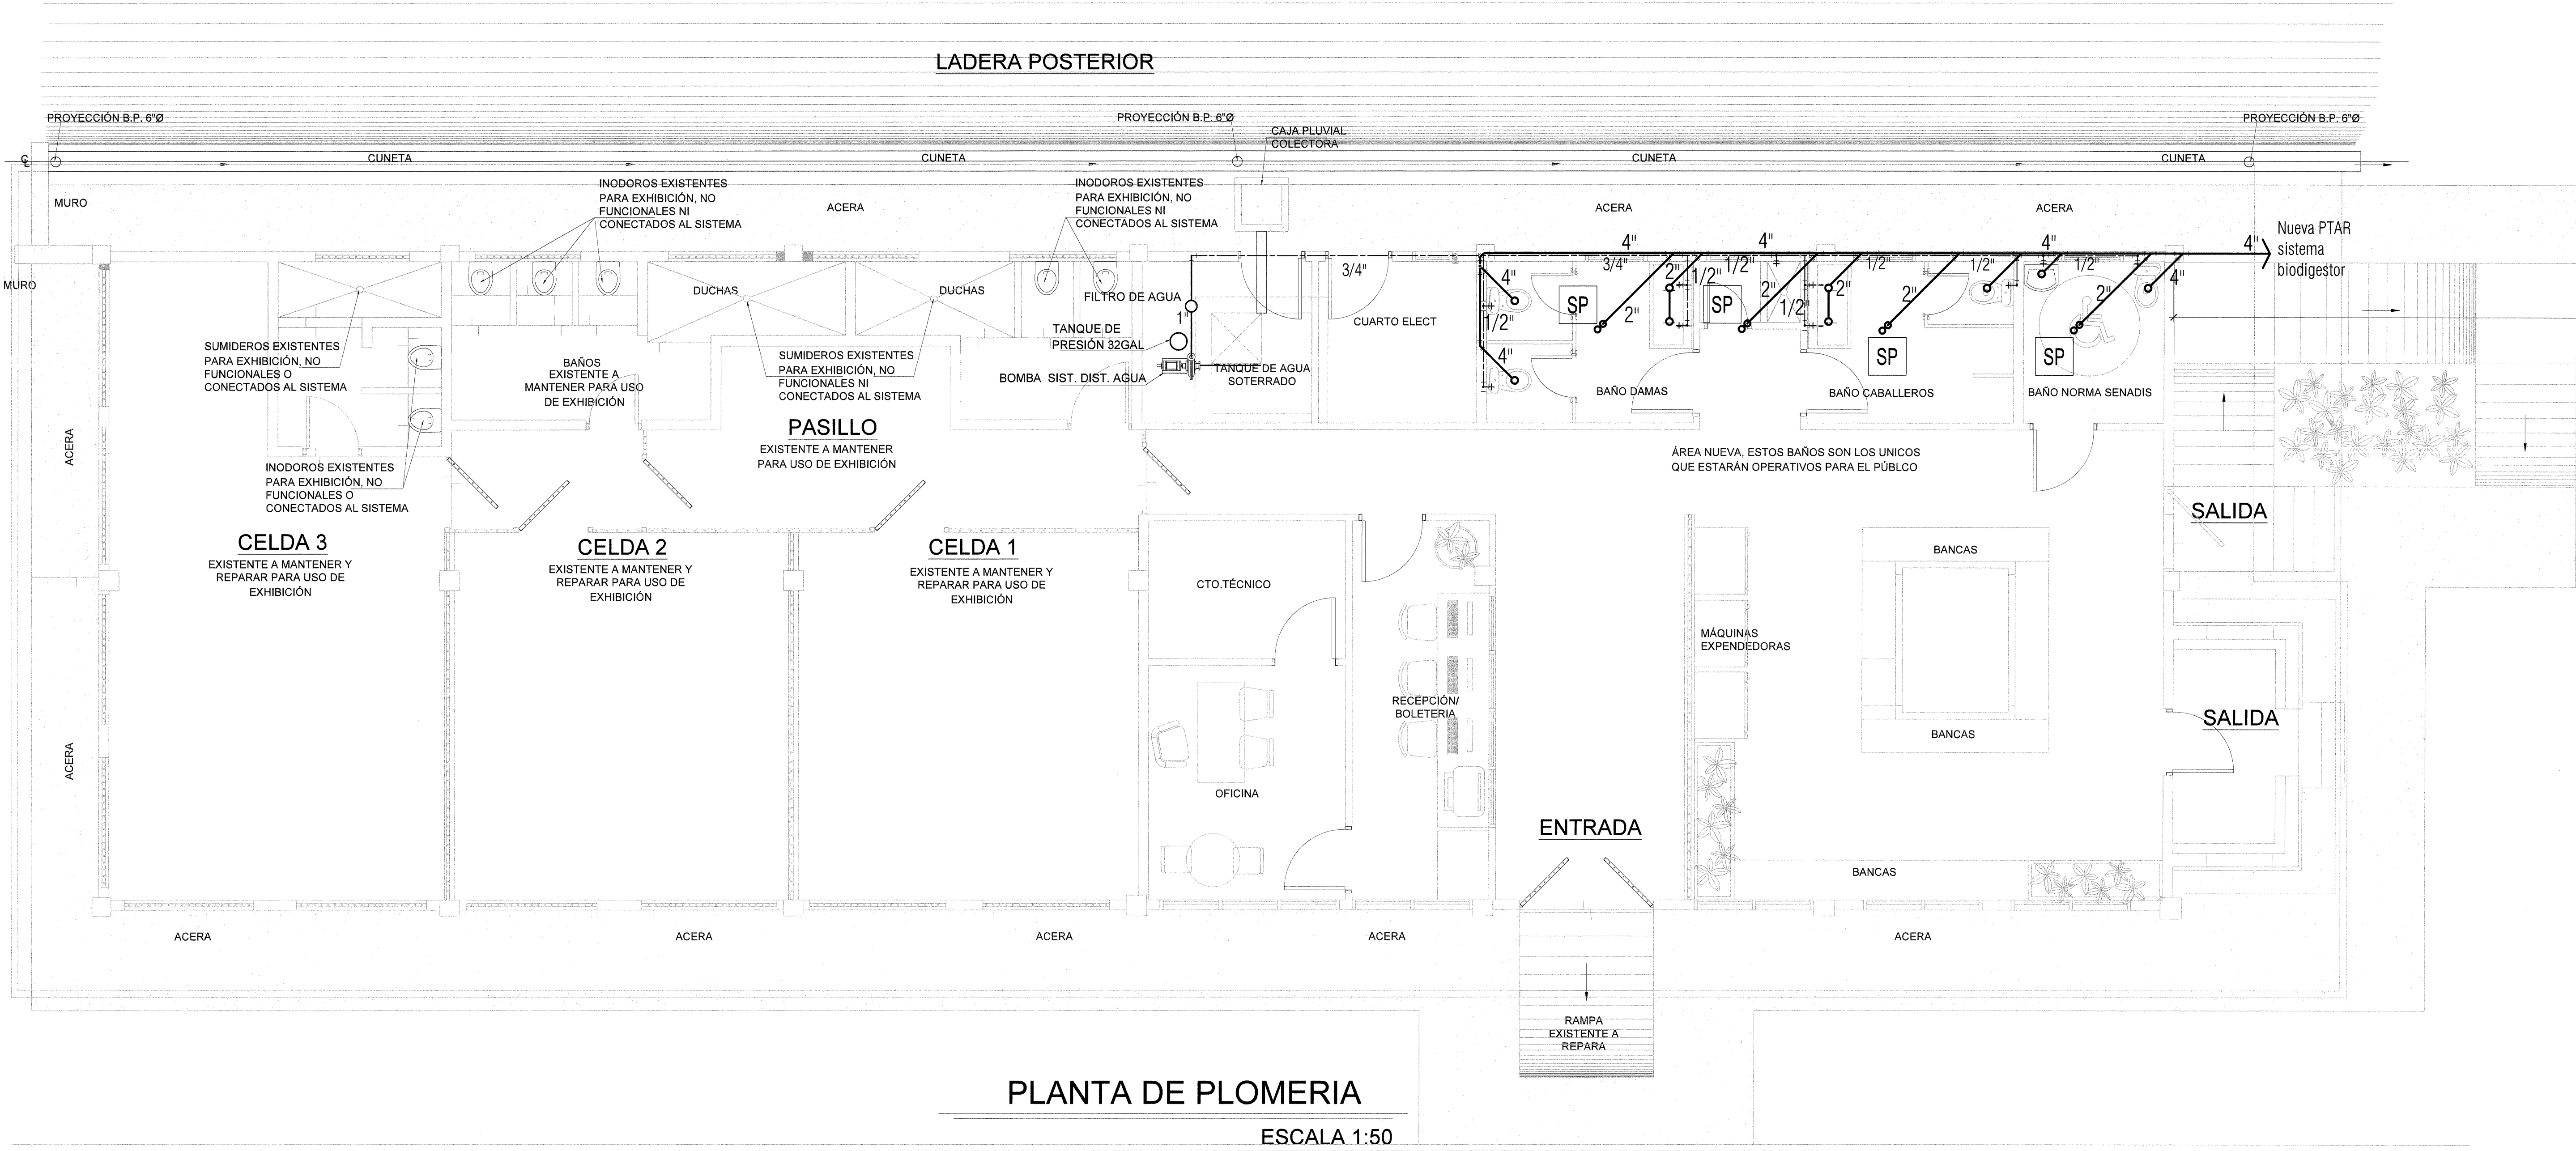 LADERA POSTERIOR
PROYECCIÓN B.P. 6"Ø
PROYECCIÓN B.P. 6"Ø
PROYECCIÓN B.P. 6"Ø
CAJA PLUVIAL
COLECTORA
CUNETA
CUNETA
CUNETA
CUNETA
MURO
INODOROS EXISTENTES
PARA EXHIBICIÓN, NO
FUNCIONALES NI
CONECTADOS AL SISTEMA
ACERA
INODOROS EXISTENTES
PARA EXHIBICIÓN, NO
FUNCIONALES NI
CONECTADOS AL SISTEMA
ACERA
ACERA
Nueva PTAR
sistema
biodigestor
4"
4"
4"
4"
MURO
3/4"
3/4"
1/2"
1/2"
1/2"
1/2"
1/2"
4"
2"
2"
2"
2"
2"
2"
4"
1/2"
1/2"
4"
SP
SP
SP
SP
DUCHAS
DUCHAS
FILTRO DE AGUA
1"
TANQUE DE
PRESIÓN 32GAL
BOMBA SIST. DIST. AGUA
TANQUE DE AGUA
SOTERRADO
CUARTO ELECT
BAÑO DAMAS
BAÑO CABALLEROS
BAÑO NORMA SENADIS
SUMIDEROS EXISTENTES
PARA EXHIBICIÓN, NO
FUNCIONALES O
CONECTADOS AL SISTEMA
BAÑOS
EXISTENTE A
MANTENER PARA USO
DE EXHIBICIÓN
SUMIDEROS EXISTENTES
PARA EXHIBICIÓN, NO
FUNCIONALES NI
CONECTADOS AL SISTEMA
PASILLO
EXISTENTE A MANTENER
PARA USO DE EXHIBICIÓN
ÁREA NUEVA, ESTOS BAÑOS SON LOS UNICOS
QUE ESTARÁN OPERATIVOS PARA EL PÚBLCO
ACERA
INODOROS EXISTENTES
PARA EXHIBICIÓN, NO
FUNCIONALES O
CONECTADOS AL SISTEMA
SALIDA
CELDA 3
EXISTENTE A MANTENER Y
REPARAR PARA USO DE
EXHIBICIÓN
CELDA 2
EXISTENTE A MANTENER Y
REPARAR PARA USO DE
EXHIBICIÓN
CELDA 1
EXISTENTE A MANTENER Y
REPARAR PARA USO DE
EXHIBICIÓN
CTO.TÉCNICO
BANCAS
MÁQUINAS
EXPENDEDORAS
RECEPCIÓN/
BOLETERIA
SALIDA
BANCAS
ACERA
OFICINA
ENTRADA
BANCAS
ACERA
ACERA
ACERA
ACERA
ACERA
RAMPA
EXISTENTE A
REPARA
PLANTA DE PLOMERIA
ESCALA 1:50